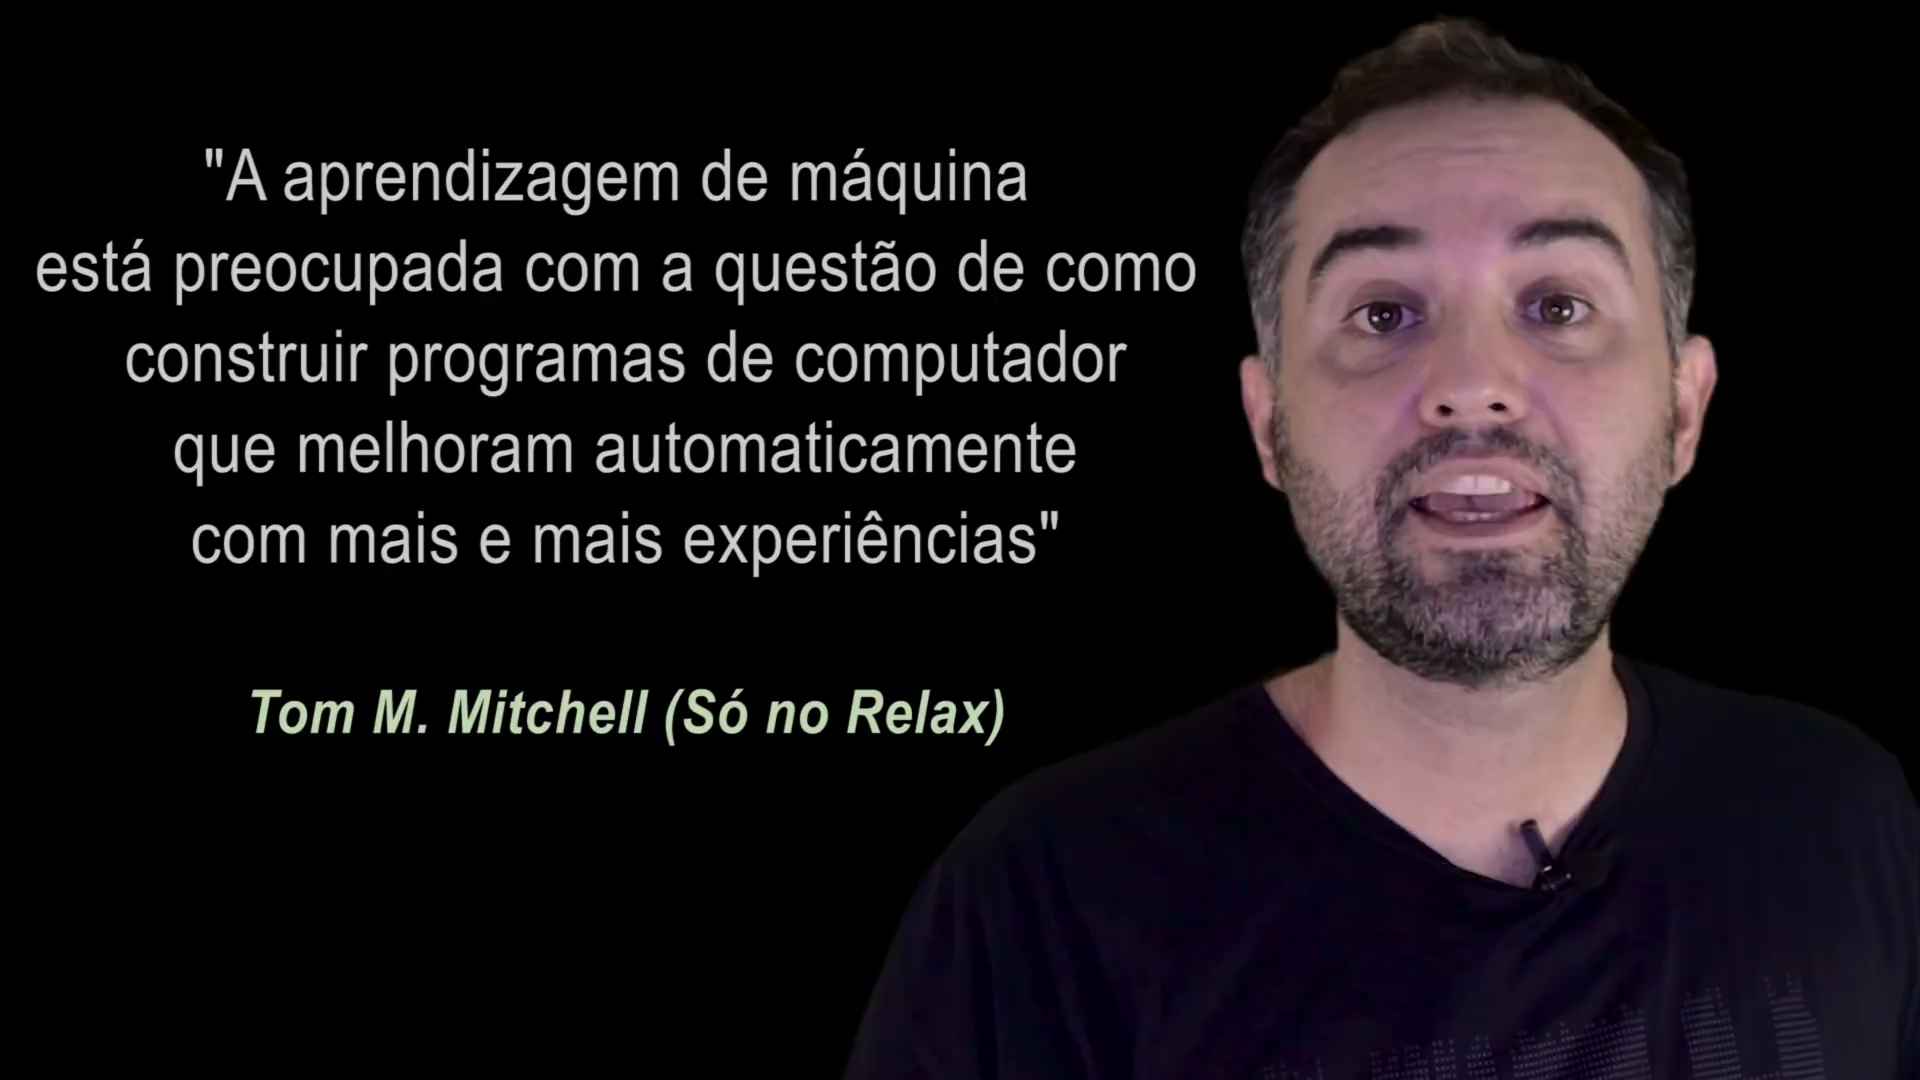 "A aprendizagem de máquina
está preocupada com a questão de como
construir programas de computador
que melhoram automaticamente
com mais e mais experiências"
Tom M. Mitchell (Só no Relax)